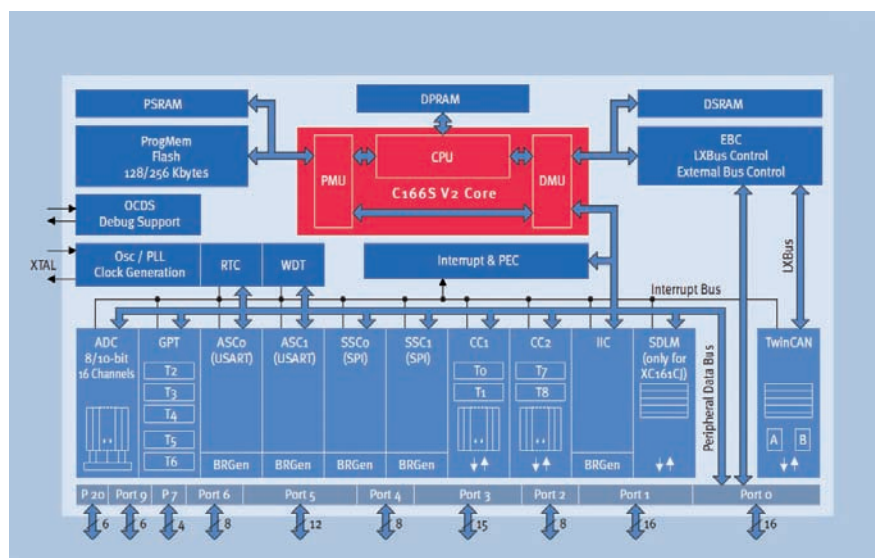 PSRAM
DPRAM
DSRAM
ProgMem
Flash
128/256 Kbytes
PMU
CPU
DMU
C166S V2 Core
EBC
LXBus Control
External Bus Control
OCDS
Debug Support
XTAL
Osc / PLL
Clock Generation
RTC
WDT
Interrupt & PEC
LXBus
Interrupt Bus
Peripheral Data Bus
ADC
8/10-bit
16 Channels
GPT
T2
T3
T4
T5
T6
ASC0
(USART)
BRGen
ASC1
(USART)
BRGen
SSC0
(SPI)
BRGen
SSC1
(SPI)
BRGen
CC1
T0
T1
CC2
T7
T8
IIC
BRGen
SDLM
(only for
XC161CJ)
TwinCAN
A
B
P 20
Port 9
P 7
Port 6
Port 5
Port 4
Port 3
Port 2
Port 1
Port 0
6
6
4
8
12
8
15
8
16
16